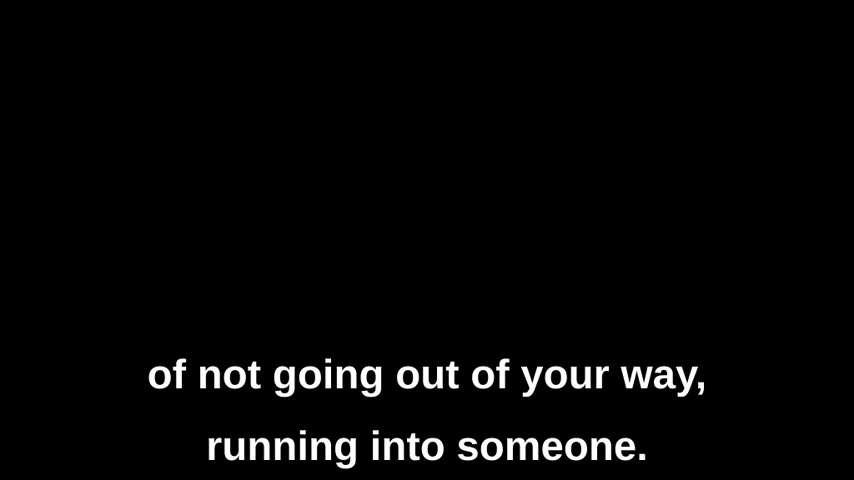 of not going out of your way,
running into someone.